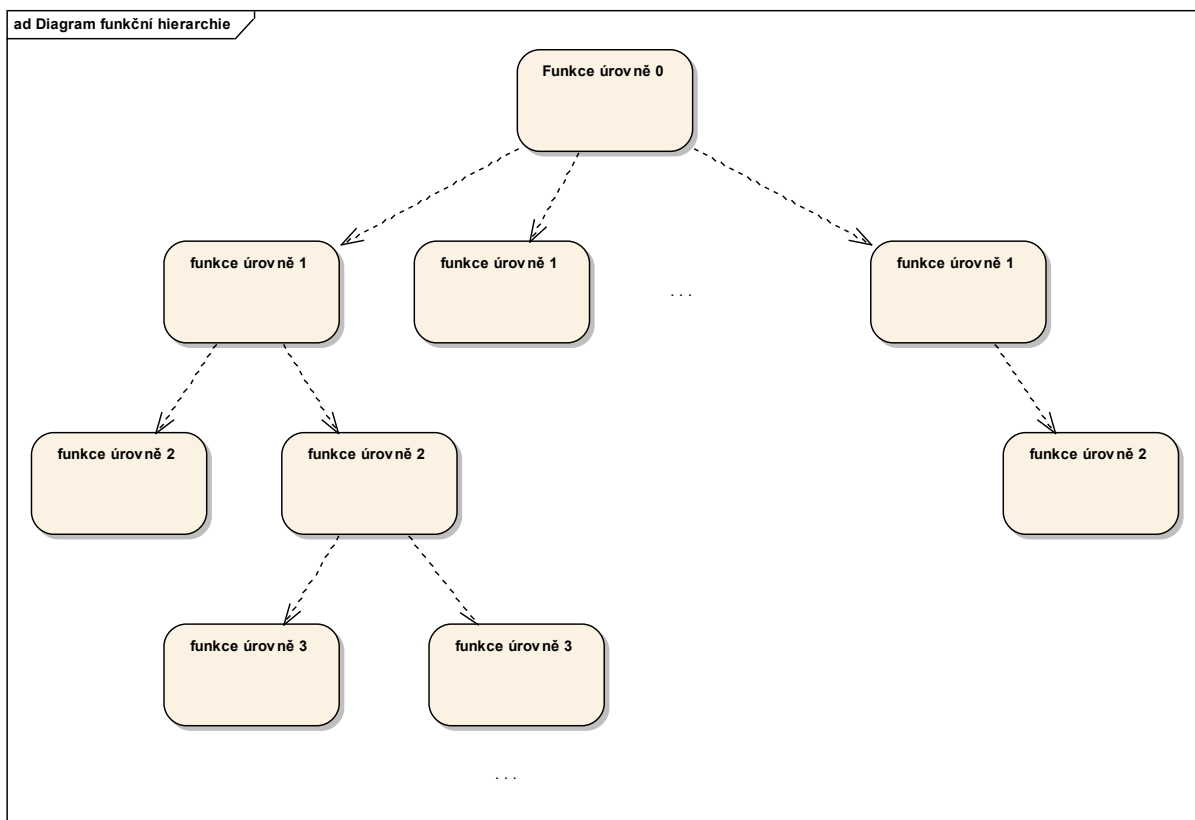 ad Diagram funkční hierarchie
Funkce úrovně 0
funkce úrovně 1
funkce úrovně 1
. . .
funkce úrovně 1
funkce úrovně 2
funkce úrovně 2
funkce úrovně 2
funkce úrovně 3
funkce úrovně 3
. . .